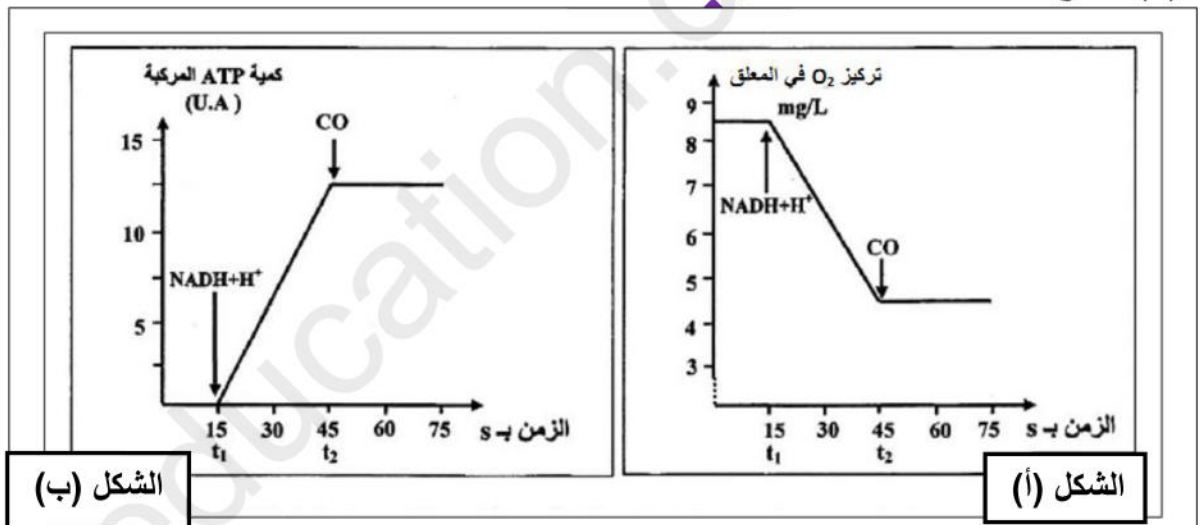 تركيز O₂ في المعلق
mg/L
9
8
7
6
5
4
3
NADH+H⁺
CO
15 30 45 60 75
t₁ t₂
الزمن بـ s
الشكل (أ)
كمية ATP المركبة
(U.A )
15
10
5
NADH+H⁺
CO
15 30 45 60 75
t₁ t₂
الزمن بـ s
الشكل (ب)
education.